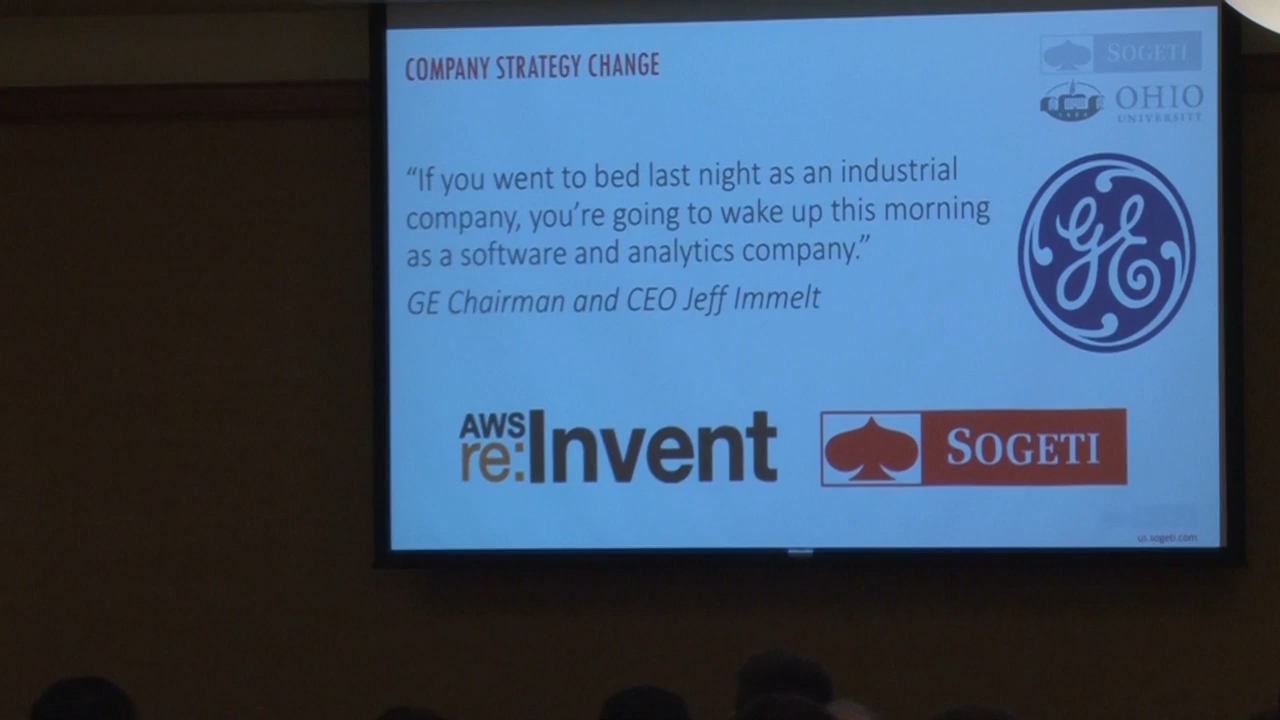 COMPANY STRATEGY CHANGE
SOGETI
OHIO
UNIVERSITY
“If you went to bed last night as an industrial
company, you’re going to wake up this morning
as a software and analytics company.”
GE Chairman and CEO Jeff Immelt
GE
AWS
re:Invent
SOGETI
us.sogeti.com